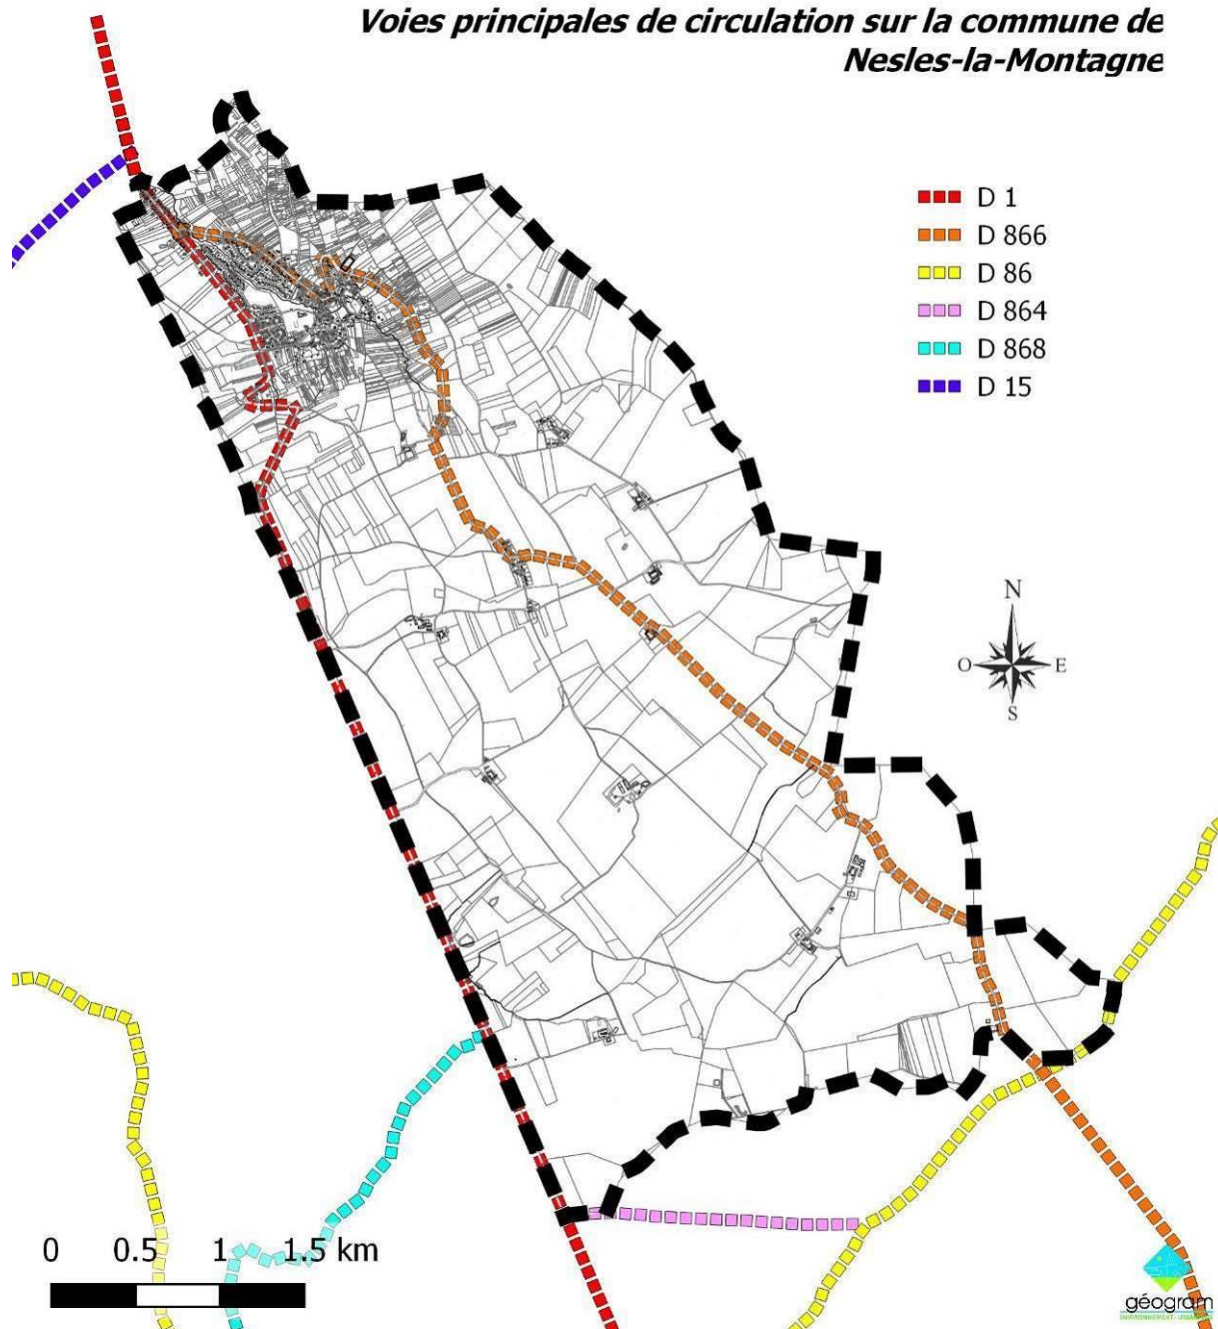 Voies principales de circulation sur la commune de
Nesles-la-Montagne
D 1
D 866
D 86
D 864
D 868
D 15
N
O E
S
0 0.5 1 1.5 km
géogram